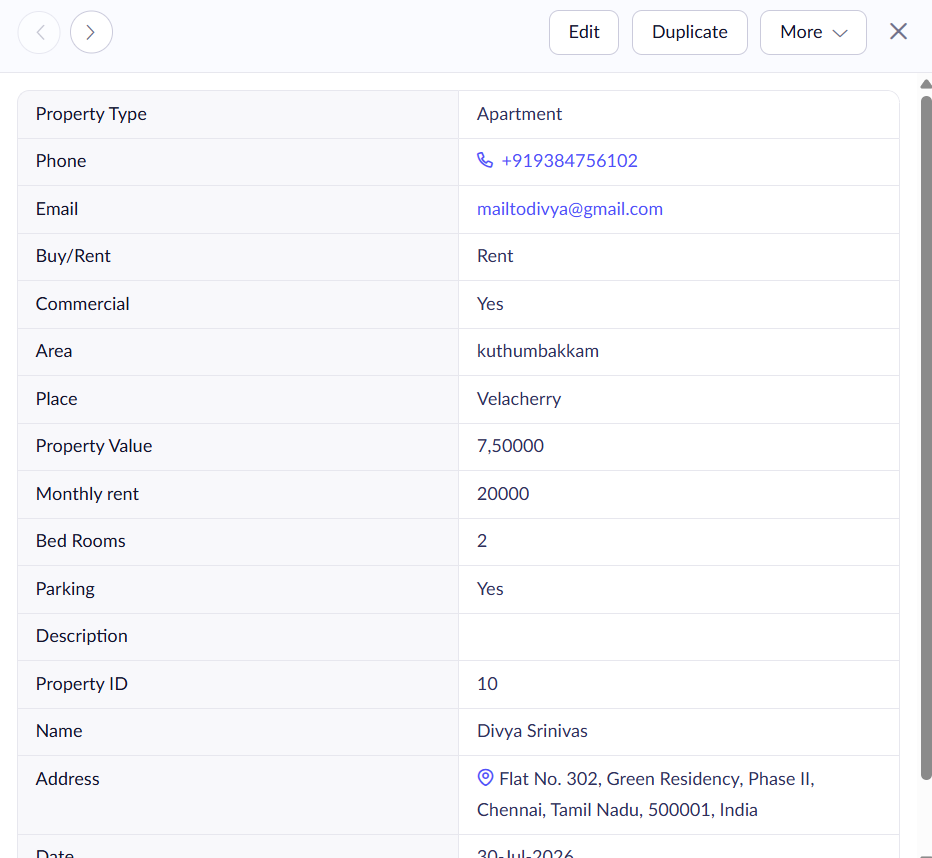 Edit Duplicate More
Property Type Apartment
Phone +919384756102
Email mailtodivya@gmail.com
Buy/Rent Rent
Commercial Yes
Area kuthumbakkam
Place Velacherry
Property Value 7,50000
Monthly rent 20000
Bed Rooms 2
Parking Yes
Description
Property ID 10
Name Divya Srinivas
Address Flat No. 302, Green Residency, Phase II,
Chennai, Tamil Nadu, 500001, India
Date 30-Jul-2026